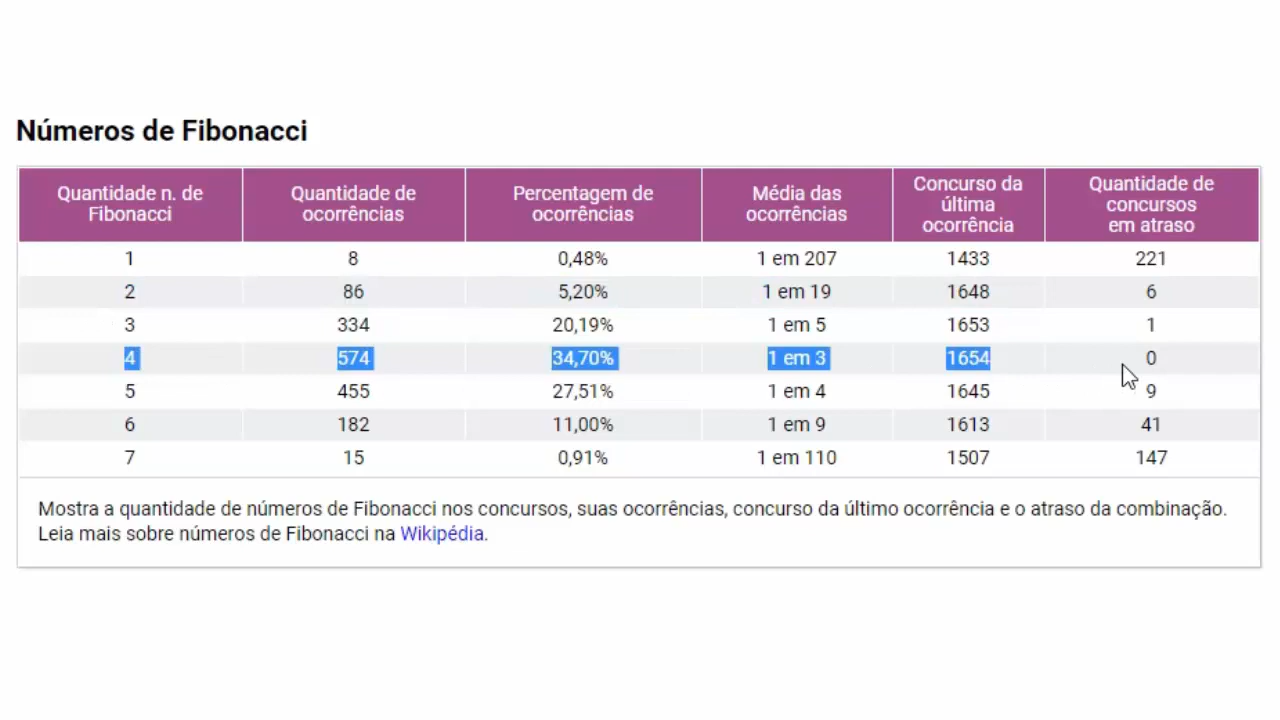 Números de Fibonacci
Quantidade n. de Fibonacci Quantidade de ocorrências Percentagem de ocorrências Média das ocorrências Concurso da última ocorrência Quantidade de concursos em atraso
1 8 0,48% 1 em 207 1433 221
2 86 5,20% 1 em 19 1648 6
3 334 20,19% 1 em 5 1653 1
4 574 34,70% 1 em 3 1654 0
5 455 27,51% 1 em 4 1645 9
6 182 11,00% 1 em 9 1613 41
7 15 0,91% 1 em 110 1507 147
Mostra a quantidade de números de Fibonacci nos concursos, suas ocorrências, concurso da último ocorrência e o atraso da combinação.
Leia mais sobre números de Fibonacci na Wikipédia.